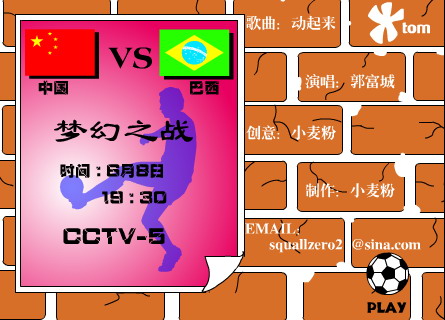 中国
VS
巴西
梦幻之战
时间：6月8日
19：30
CCTV-5
歌曲：动起来
tom
演唱：郭富城
创意：小麦粉
制作：小麦粉
EMAIL:
squallzero2 @sina.com
PLAY